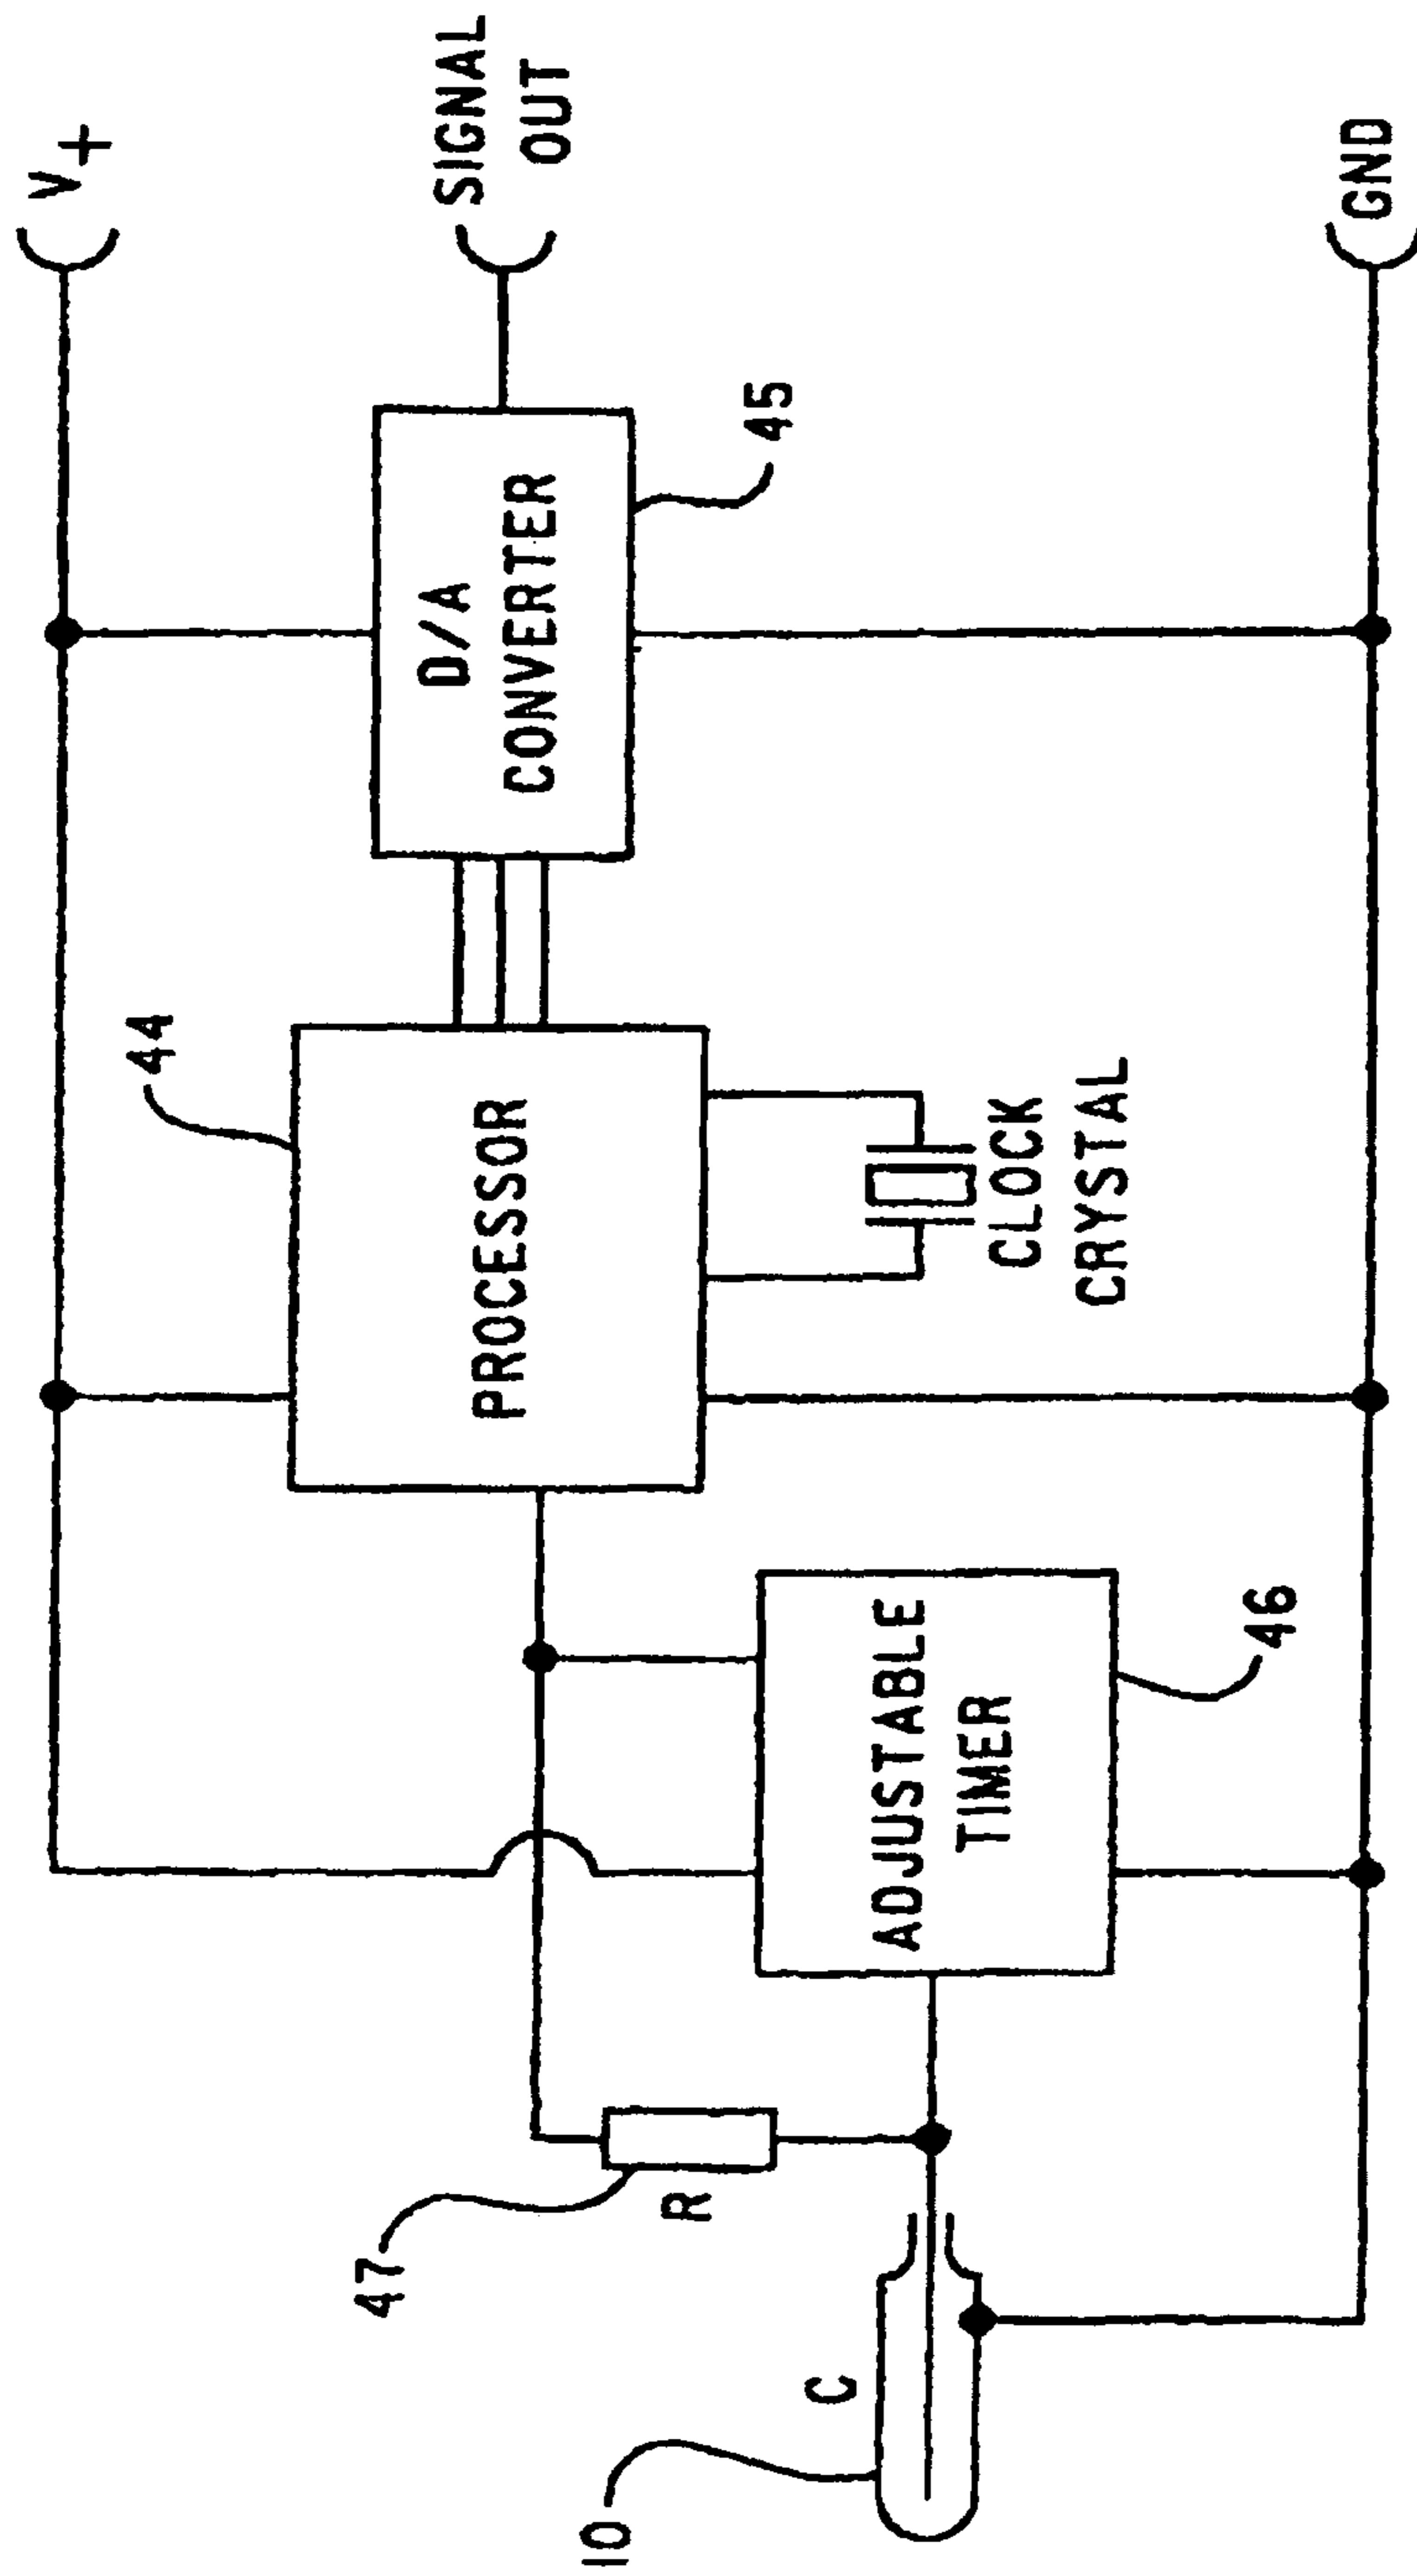 V+
SIGNAL
OUT
GND
D/A
CONVERTER
45
44
PROCESSOR
CLOCK
CRYSTAL
ADJUSTABLE
TIMER
46
47
R
C
10